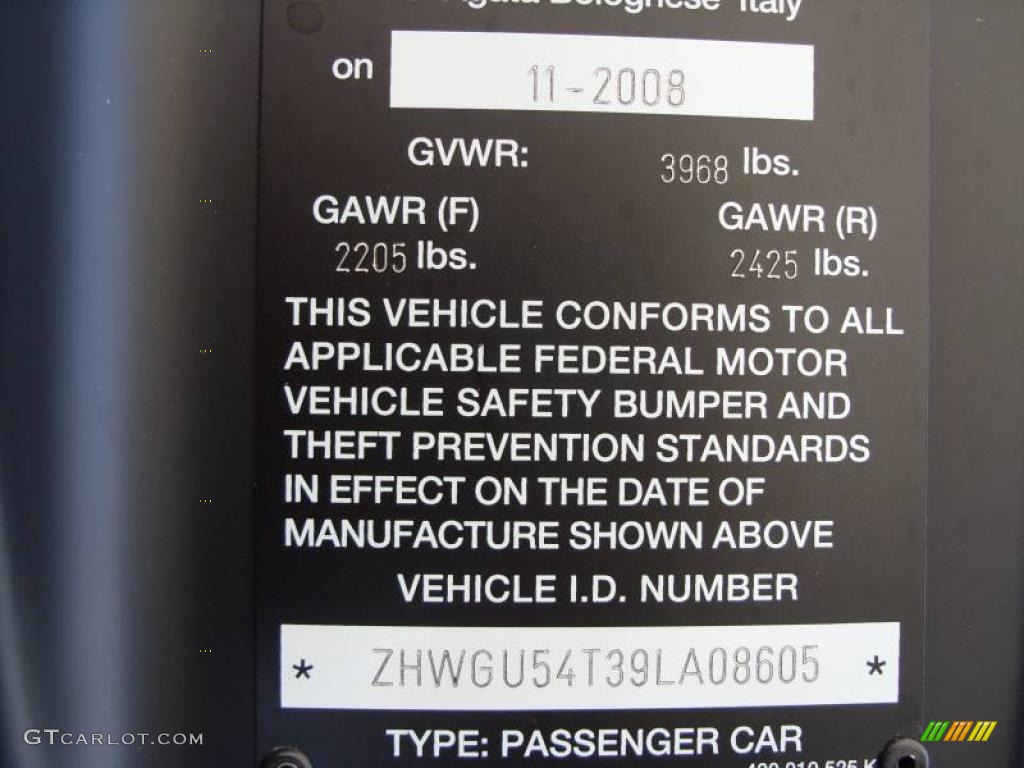 Bolognese Italy
on 11-2008
GVWR: 3968 lbs.
GAWR (F) GAWR (R)
2205 lbs. 2425 lbs.
THIS VEHICLE CONFORMS TO ALL
APPLICABLE FEDERAL MOTOR
VEHICLE SAFETY BUMPER AND
THEFT PREVENTION STANDARDS
IN EFFECT ON THE DATE OF
MANUFACTURE SHOWN ABOVE
VEHICLE I.D. NUMBER
* ZHWGU54T39LA08605 *
TYPE: PASSENGER CAR
GTCARLOT.COM